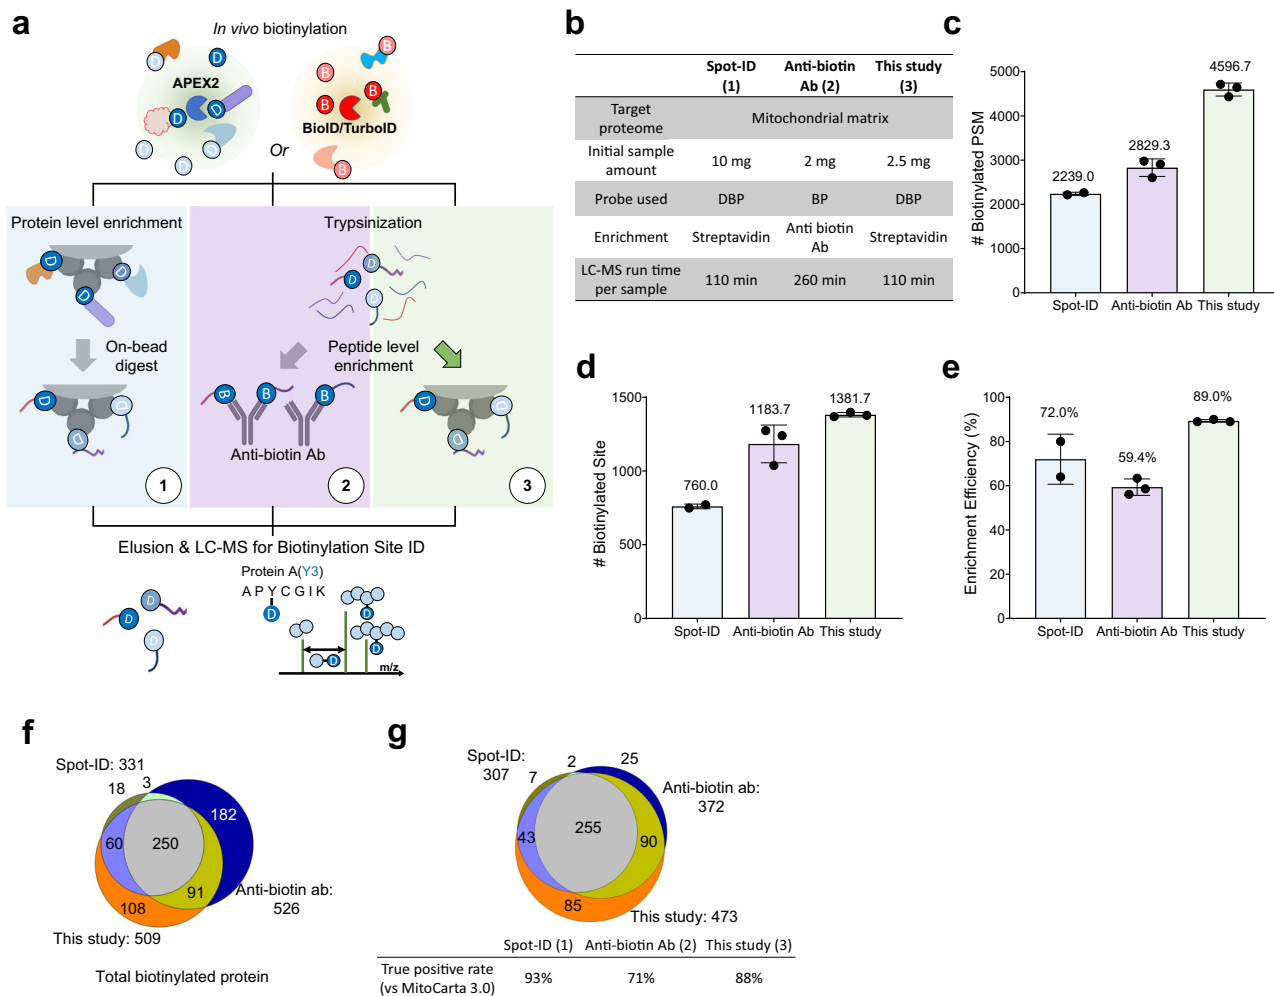 a
In vivo biotinylation
D
D
B
B
APEX2
D
D
B
B
BioID/TurboID
D
D
D
B
Or
Protein level enrichment
Trypsinization
D
D
D
D
D
D
On-bead
digest
Peptide level
enrichment
D
D
D
B
B
B
D
D
D
Anti-biotin Ab
1
2
3
Elusion & LC-MS for Biotinylation Site ID
Protein A(Y3)
A P Y C G I K
D
D
D
D
D
D
D
m/z
b
Spot-ID
(1)
Anti-biotin
Ab (2)
This study
(3)
Target
proteome
Mitochondrial matrix
Initial sample
amount
10 mg
2 mg
2.5 mg
Probe used
DBP
BP
DBP
Enrichment
Streptavidin
Anti biotin
Ab
Streptavidin
LC-MS run time
per sample
110 min
260 min
110 min
c
# Biotinylated PSM
5000
4000
3000
2000
1000
0
2239.0
2829.3
4596.7
Spot-ID
Anti-biotin Ab
This study
d
# Biotinylated Site
1500
1000
500
0
760.0
1183.7
1381.7
Spot-ID
Anti-biotin Ab
This study
e
Enrichment Efficiency (%)
100
80
60
40
20
0
72.0%
59.4%
89.0%
Spot-ID
Anti-biotin Ab
This study
f
Spot-ID: 331
18
3
182
60
250
91
108
Anti-biotin ab:
526
This study: 509
Total biotinylated protein
g
Spot-ID:
307
7
2
25
Anti-biotin ab:
372
43
255
90
85
This study: 473
Spot-ID (1)
Anti-biotin Ab (2)
This study (3)
True positive rate
(vs MitoCarta 3.0)
93%
71%
88%